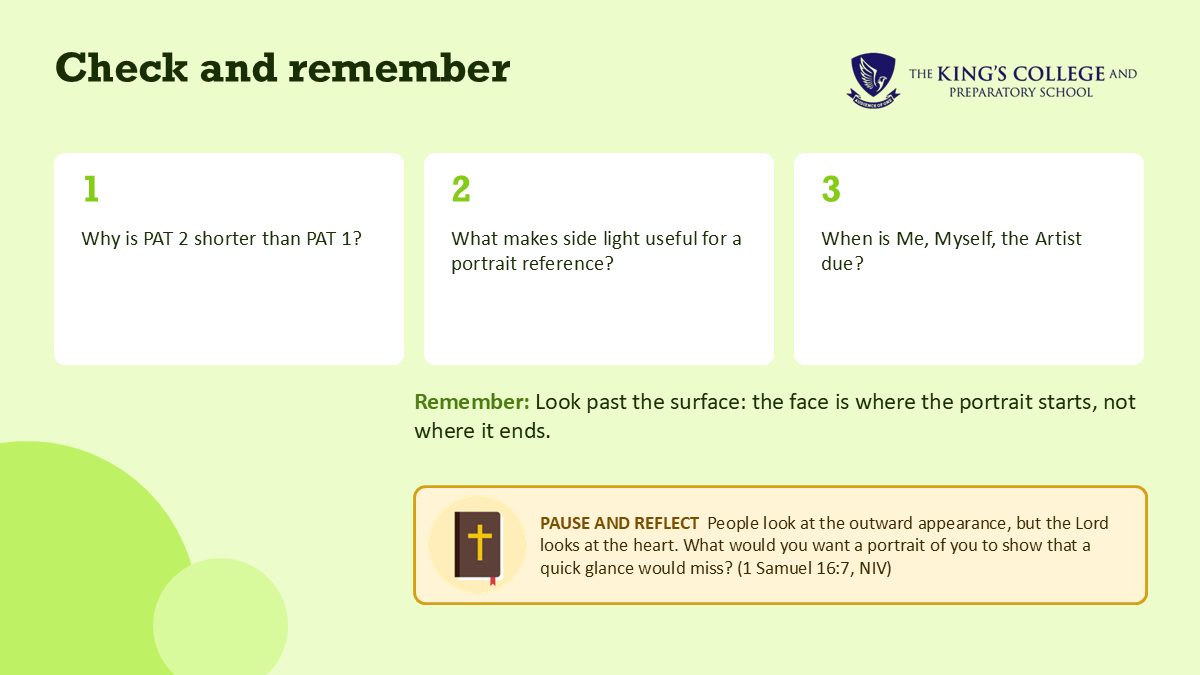 Check and remember
THE KING'S COLLEGE AND
PREPARATORY SCHOOL
AUDIENCE OF ONE
1
Why is PAT 2 shorter than PAT 1?
2
What makes side light useful for a
portrait reference?
3
When is Me, Myself, the Artist
due?
Remember: Look past the surface: the face is where the portrait starts, not
where it ends.
PAUSE AND REFLECT People look at the outward appearance, but the Lord
looks at the heart. What would you want a portrait of you to show that a
quick glance would miss? (1 Samuel 16:7, NIV)